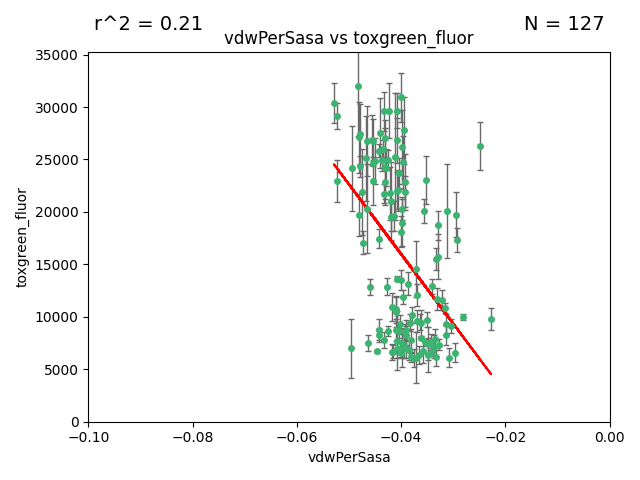 r^2 = 0.21
N = 127
vdwPerSasa vs toxgreen_fluor
35000
30000
25000
20000
15000
10000
5000
0
toxgreen_fluor
−0.10
−0.08
−0.06
−0.04
−0.02
0.00
vdwPerSasa